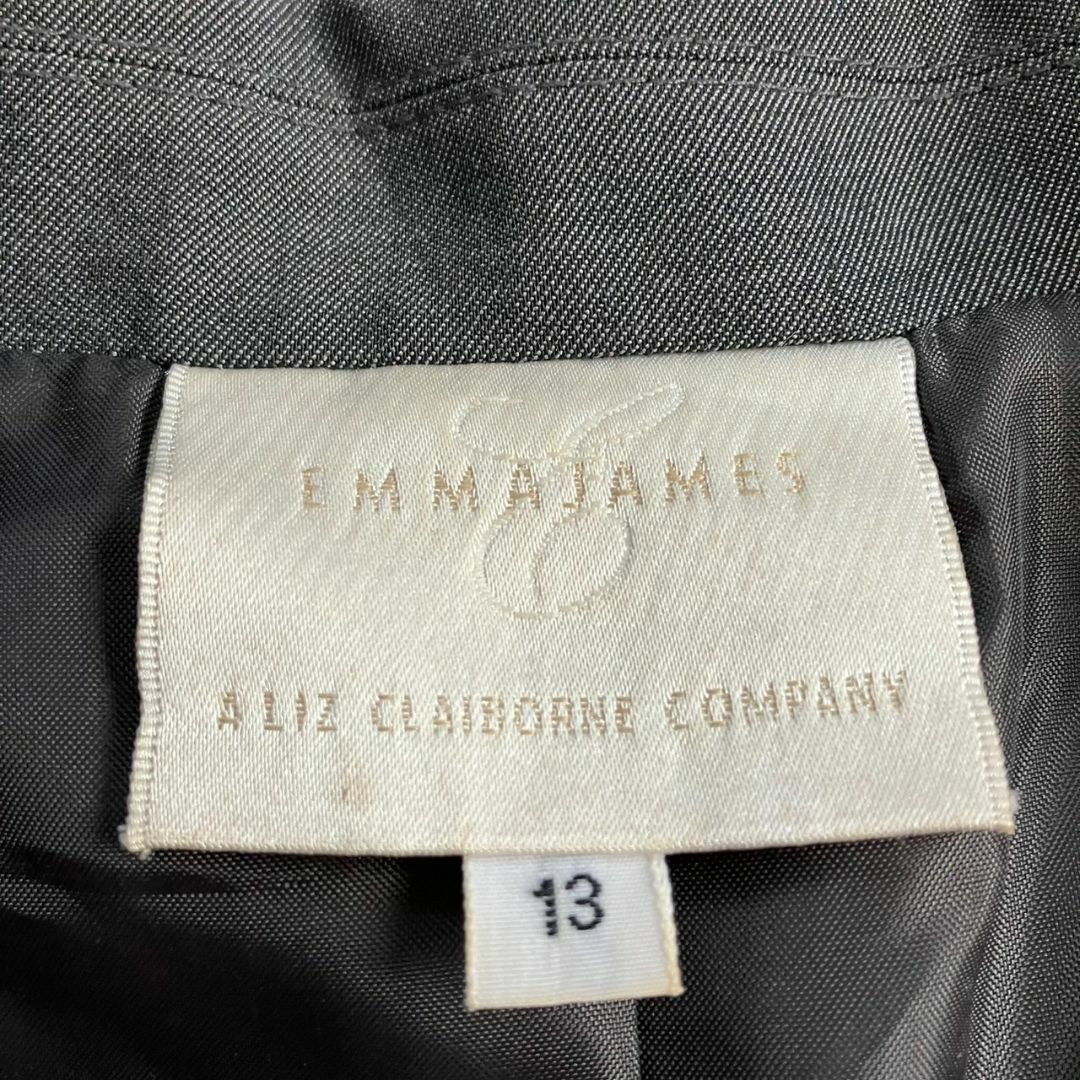 EMMAJAMES
A LIZ CLAIBORNE COMPANY
13